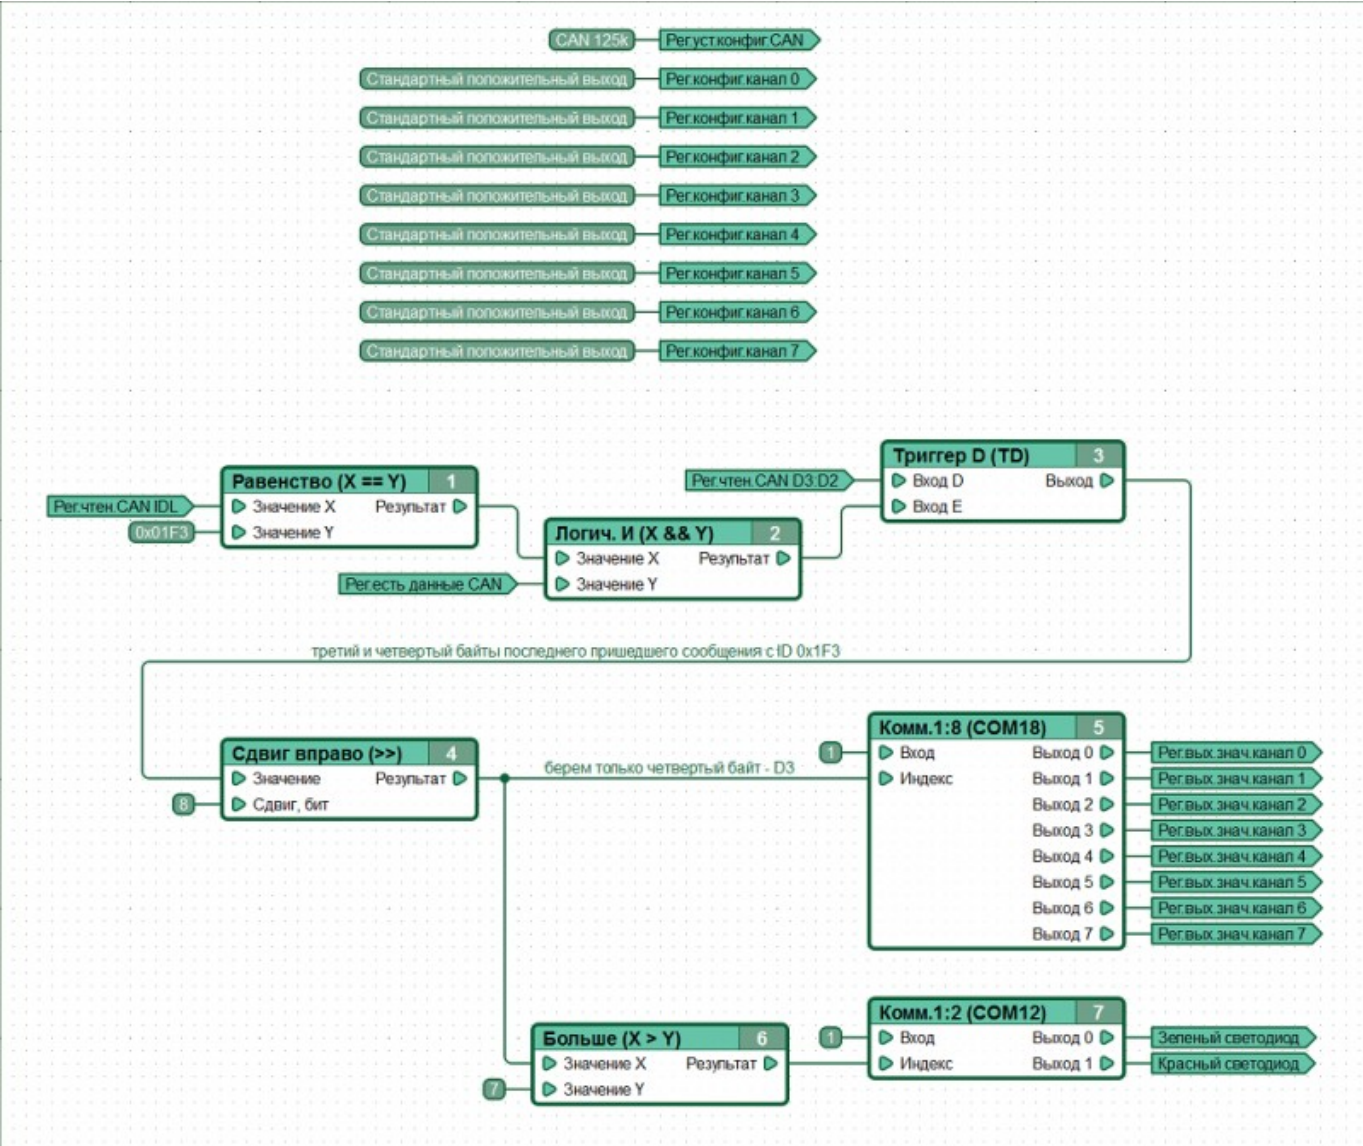 CAN 125k Рег.уст.конфиг.CAN
Стандартный положительный выход Рег.конфиг.канал 0
Стандартный положительный выход Рег.конфиг.канал 1
Стандартный положительный выход Рег.конфиг.канал 2
Стандартный положительный выход Рег.конфиг.канал 3
Стандартный положительный выход Рег.конфиг.канал 4
Стандартный положительный выход Рег.конфиг.канал 5
Стандартный положительный выход Рег.конфиг.канал 6
Стандартный положительный выход Рег.конфиг.канал 7
Рег.чтен.CAN IDL
0x01F3
Равенство (X == Y) 1
Значение X Результат
Значение Y
Рег.есть данные CAN
Логич. И (X && Y) 2
Значение X Результат
Значение Y
Рег.чтен.CAN D3:D2
Триггер D (TD) 3
Вход D Выход
Вход E
третий и четвертый байты последнего пришедшего сообщения с ID 0x1F3
8
Сдвиг вправо (>>) 4
Значение Результат
Сдвиг, бит
берем только четвертый байт - D3
1
Комм.1:8 (COM18) 5
Вход Выход 0 Рег.вых.знач.канал 0
Индекс Выход 1 Рег.вых.знач.канал 1
Выход 2 Рег.вых.знач.канал 2
Выход 3 Рег.вых.знач.канал 3
Выход 4 Рег.вых.знач.канал 4
Выход 5 Рег.вых.знач.канал 5
Выход 6 Рег.вых.знач.канал 6
Выход 7 Рег.вых.знач.канал 7
7
Больше (X > Y) 6
Значение X Результат
Значение Y
1
Комм.1:2 (COM12) 7
Вход Выход 0 Зеленый светодиод
Индекс Выход 1 Красный светодиод